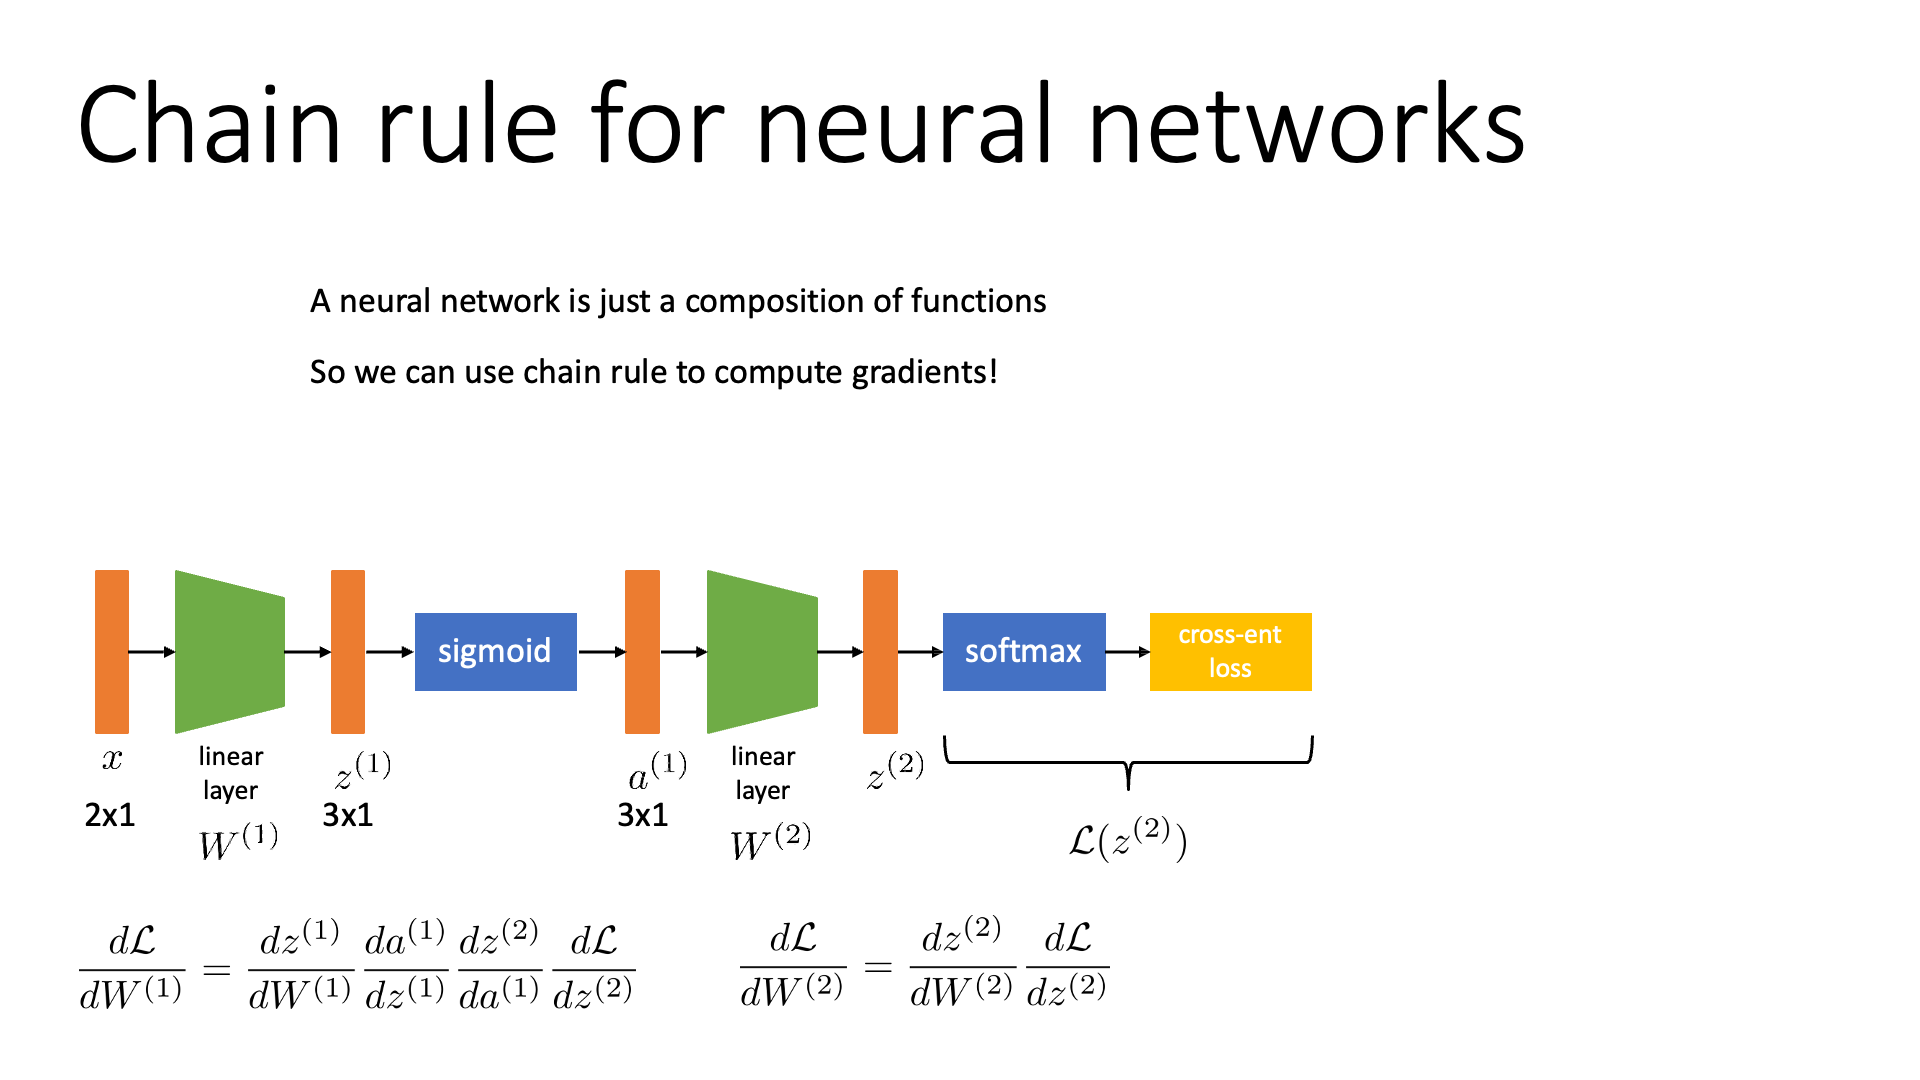 Chain rule for neural networks
A neural network is just a composition of functions
So we can use chain rule to compute gradients!
sigmoid
softmax
cross-ent
loss
x
2x1
linear
layer
W^{(1)}
z^{(1)}
3x1
a^{(1)}
3x1
linear
layer
W^{(2)}
z^{(2)}
\mathcal{L}(z^{(2)})
\frac{d\mathcal{L}}{dW^{(1)}} = \frac{dz^{(1)}}{dW^{(1)}} \frac{da^{(1)}}{dz^{(1)}} \frac{dz^{(2)}}{da^{(1)}} \frac{d\mathcal{L}}{dz^{(2)}}
\frac{d\mathcal{L}}{dW^{(2)}} = \frac{dz^{(2)}}{dW^{(2)}} \frac{d\mathcal{L}}{dz^{(2)}}